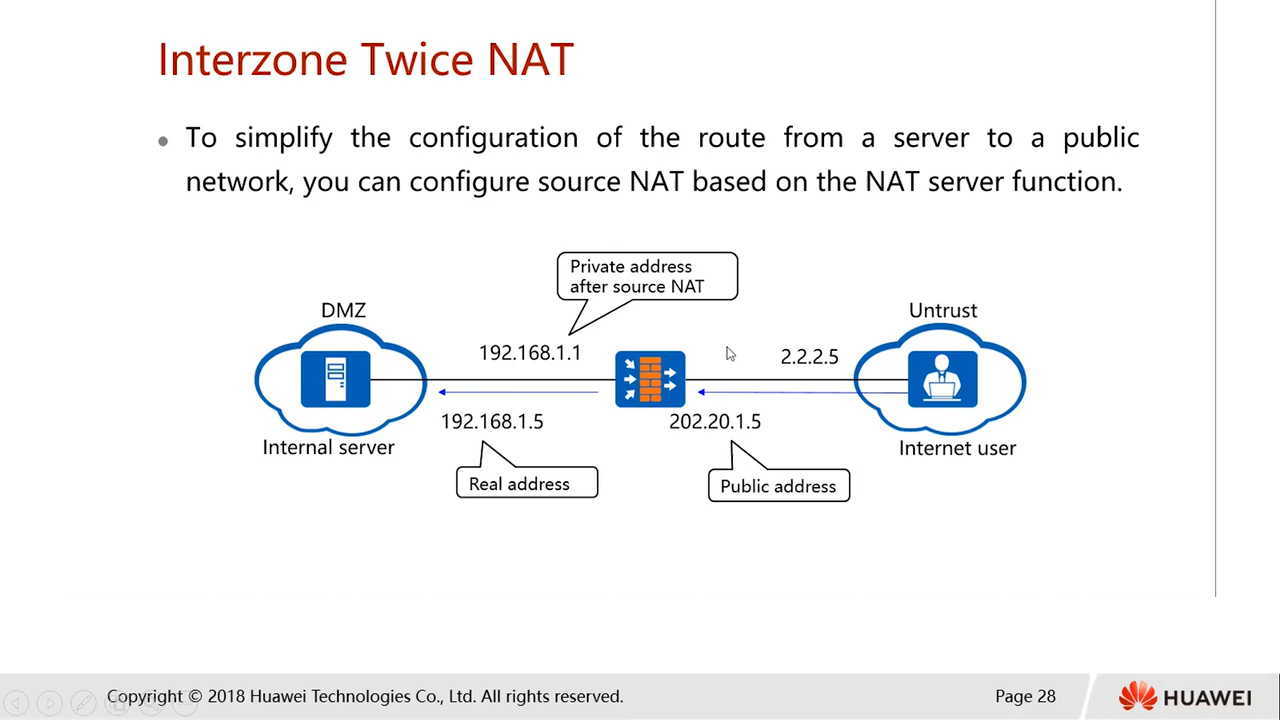 Interzone Twice NAT
To simplify the configuration of the route from a server to a public
network, you can configure source NAT based on the NAT server function.
Private address
after source NAT
DMZ
Untrust
192.168.1.1
2.2.2.5
192.168.1.5
202.20.1.5
Internal server
Internet user
Real address
Public address
Copyright © 2018 Huawei Technologies Co., Ltd. All rights reserved.
Page 28
HUAWEI